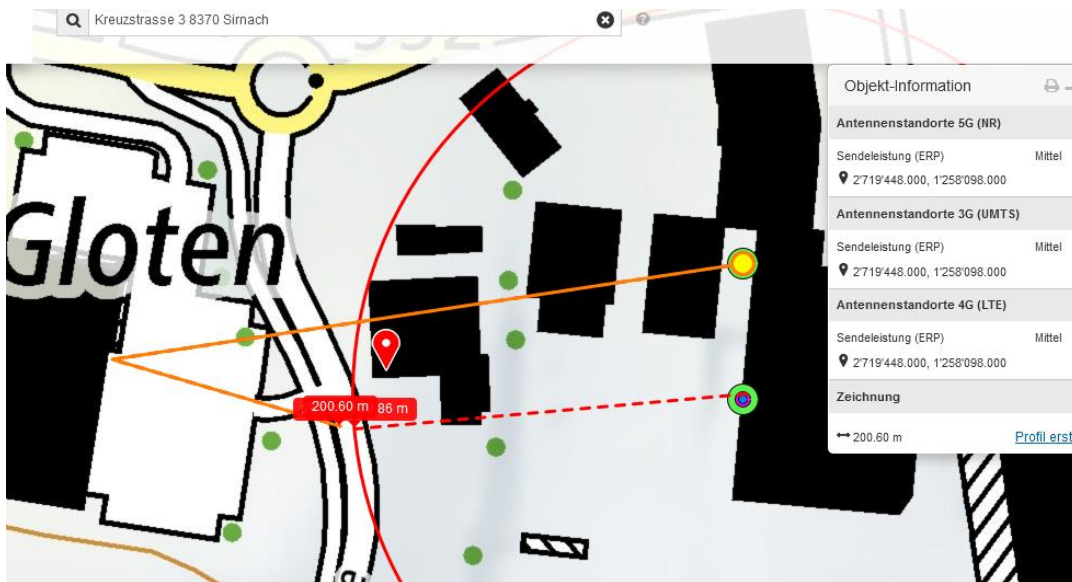 Kreuzstrasse 3 8370 Sirnach
Objekt-Information
Antennenstandorte 5G (NR)
Sendeleistung (ERP) Mittel
2'719'448.000, 1'258'098.000
Antennenstandorte 3G (UMTS)
Sendeleistung (ERP) Mittel
2'719'448.000, 1'258'098.000
Antennenstandorte 4G (LTE)
Sendeleistung (ERP) Mittel
2'719'448.000, 1'258'098.000
Zeichnung
200.60 m Profil erst
Gloten
200.60 m 86 m